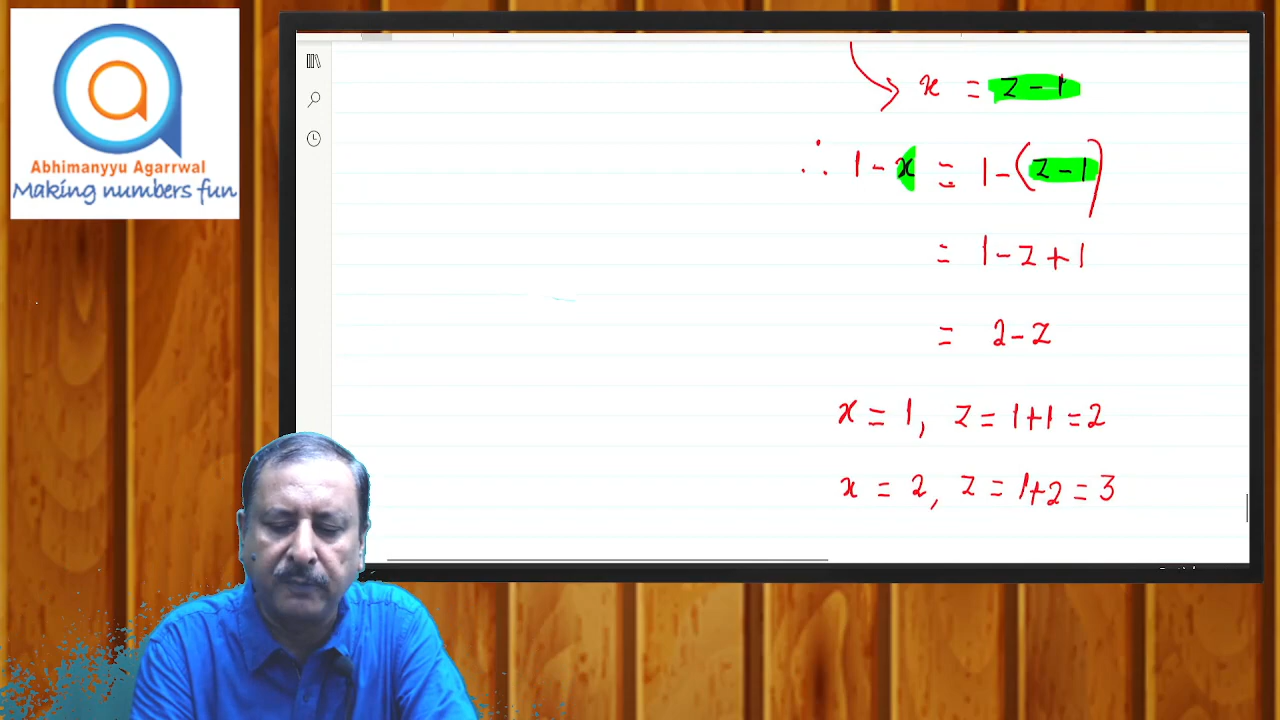 Abhimanyyu Agarrwal
Making numbers fun
x = z - 1
∴ 1 - x = 1 - (z - 1)
= 1 - z + 1
= 2 - z
x = 1, z = 1+1 = 2
x = 2, z = 1+2 = 3